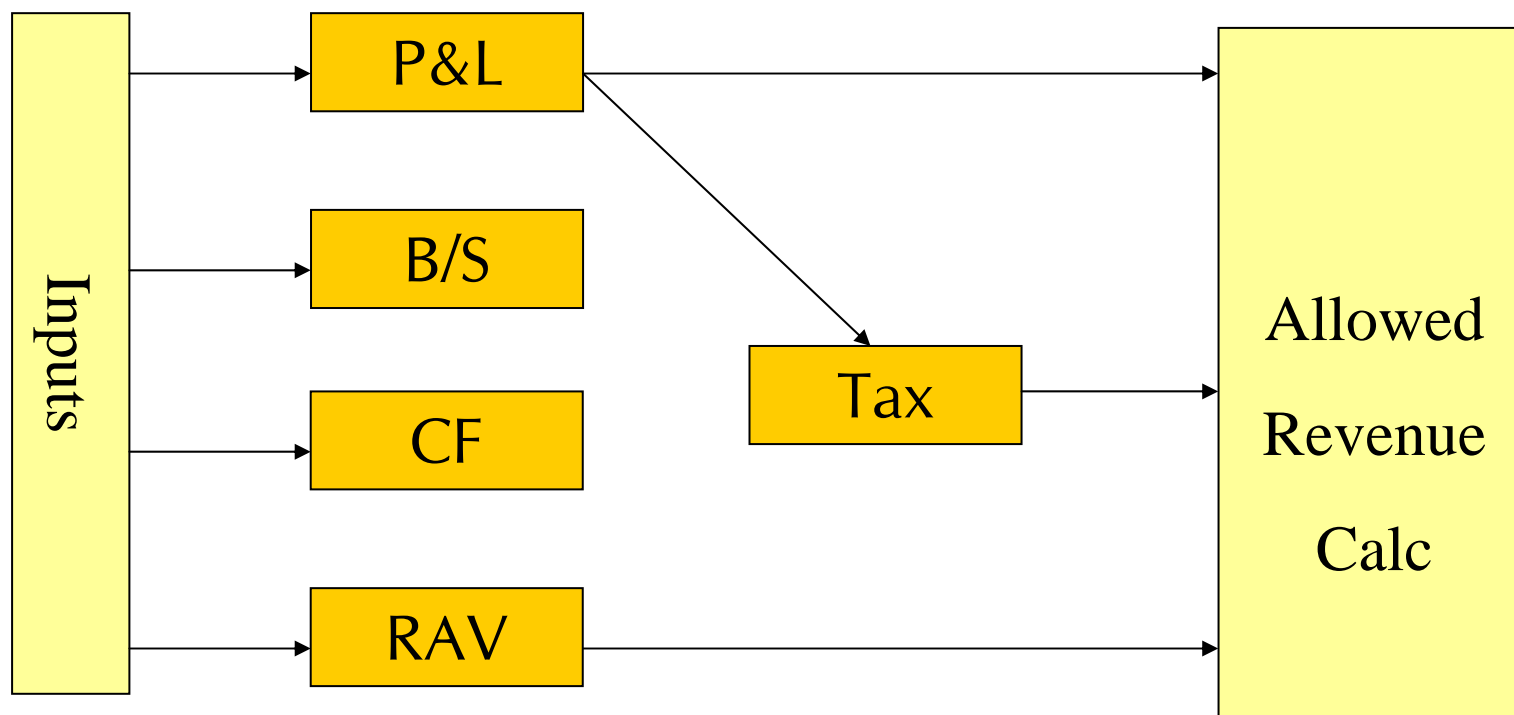 Inputs
P&L
B/S
CF
RAV
Tax
Allowed
Revenue
Calc